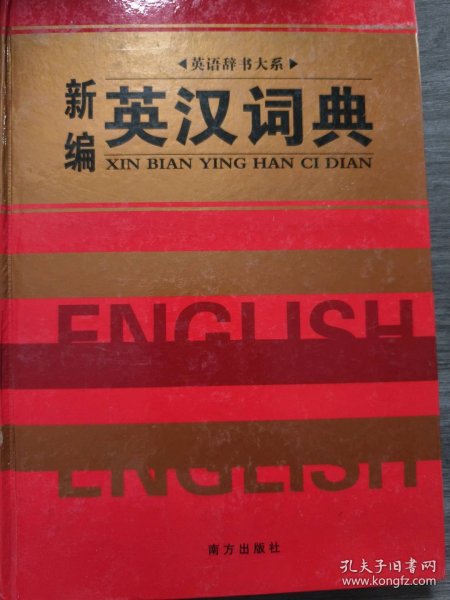 ◀英语辞书大系▶
新编
英汉词典
XIN BIAN YING HAN CI DIAN
ENGLISH
ENGLISH
南方出版社
孔夫子旧书网
www.kongfz.com